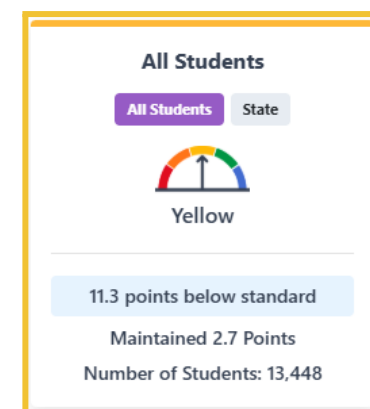 All Students
All Students State
Yellow
11.3 points below standard
Maintained 2.7 Points
Number of Students: 13,448